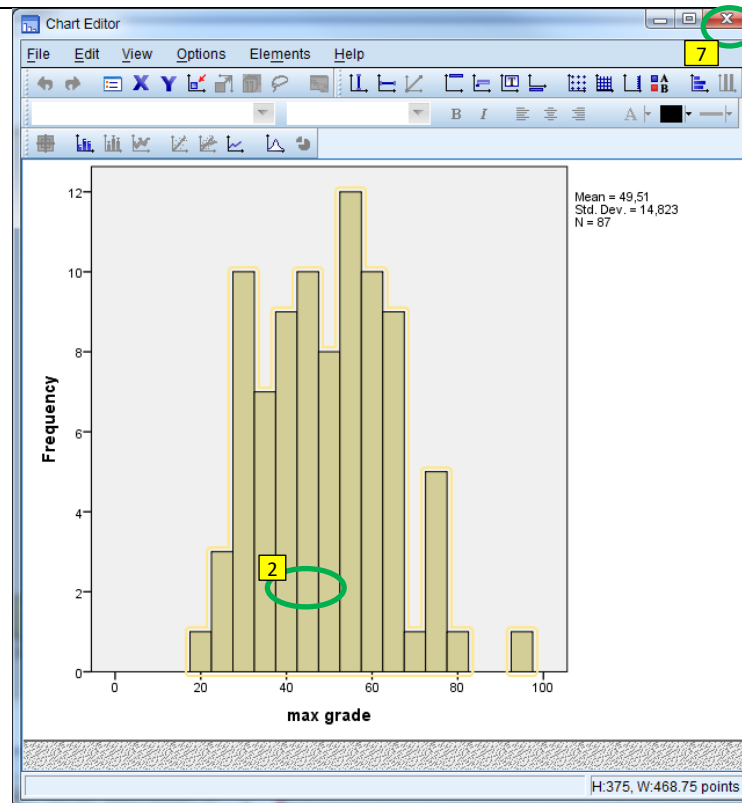 Chart Editor
7
File Edit View Options Elements Help
X Y T A B
B I A
Mean = 49,51
Std. Dev. = 14,823
N = 87
12
10
8
6
4
2
0
Frequency
2
0 20 40 60 80 100
max grade
H:375, W:468.75 points